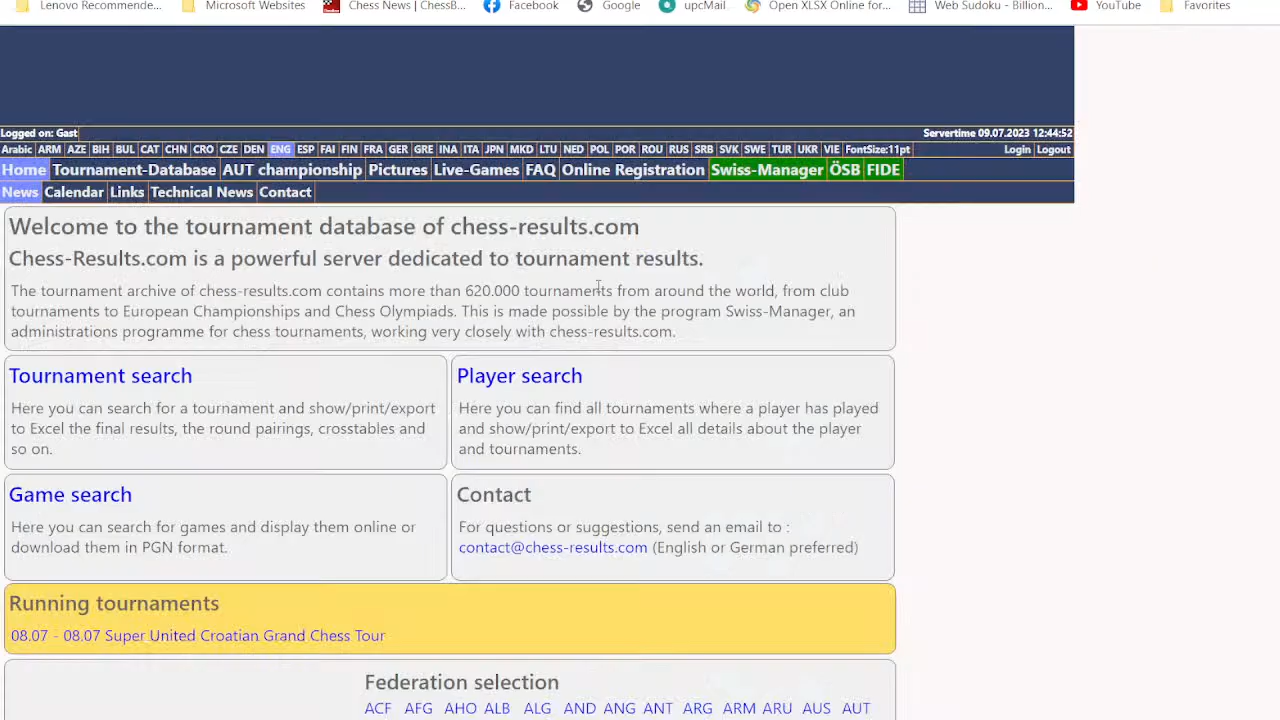 Lenovo Recommende... Microsoft Websites Chess News | ChessB... Facebook Google upcMail Open XLSX Online for... Web Sudoku - Billion... YouTube Favorites
Logged on: Gast Servertime 09.07.2023 12:44:52
Arabic ARM AZE BIH BUL CAT CHN CRO CZE DEN ENG ESP FAI FIN FRA GER GRE INA ITA JPN MKD LTU NED POL POR ROU RUS SRB SVK SWE TUR UKR VIE FontSize:11pt Login Logout
Home Tournament-Database AUT championship Pictures Live-Games FAQ Online Registration Swiss-Manager ÖSB FIDE
News Calendar Links Technical News Contact
Welcome to the tournament database of chess-results.com
Chess-Results.com is a powerful server dedicated to tournament results.
The tournament archive of chess-results.com contains more than 620.000 tournaments from around the world, from club
tournaments to European Championships and Chess Olympiads. This is made possible by the program Swiss-Manager, an
administrations programme for chess tournaments, working very closely with chess-results.com.
Tournament search
Here you can search for a tournament and show/print/export
to Excel the final results, the round pairings, crosstables and
so on.
Player search
Here you can find all tournaments where a player has played
and show/print/export to Excel all details about the player
and tournaments.
Game search
Here you can search for games and display them online or
download them in PGN format.
Contact
For questions or suggestions, send an email to :
contact@chess-results.com (English or German preferred)
Running tournaments
08.07 - 08.07 Super United Croatian Grand Chess Tour
Federation selection
ACF AFG AHO ALB ALG AND ANG ANT ARG ARM ARU AUS AUT